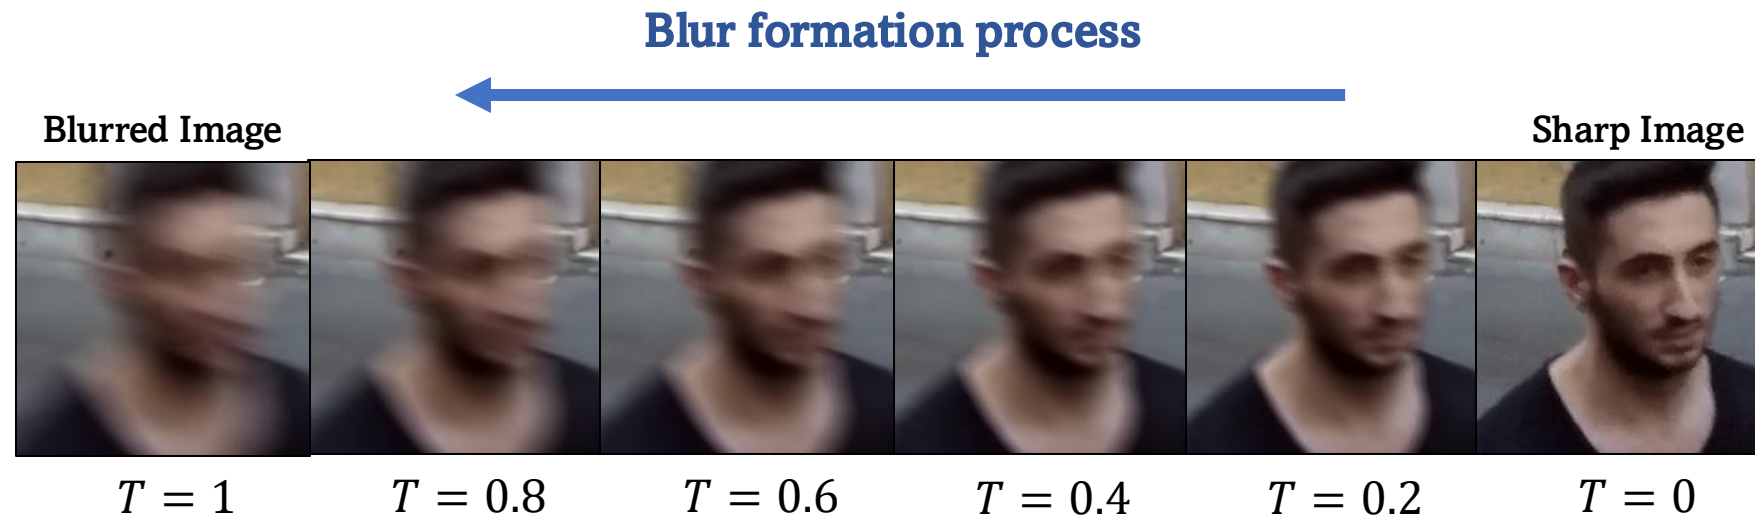 Blur formation process
Blurred Image
Sharp Image
T = 1
T = 0.8
T = 0.6
T = 0.4
T = 0.2
T = 0